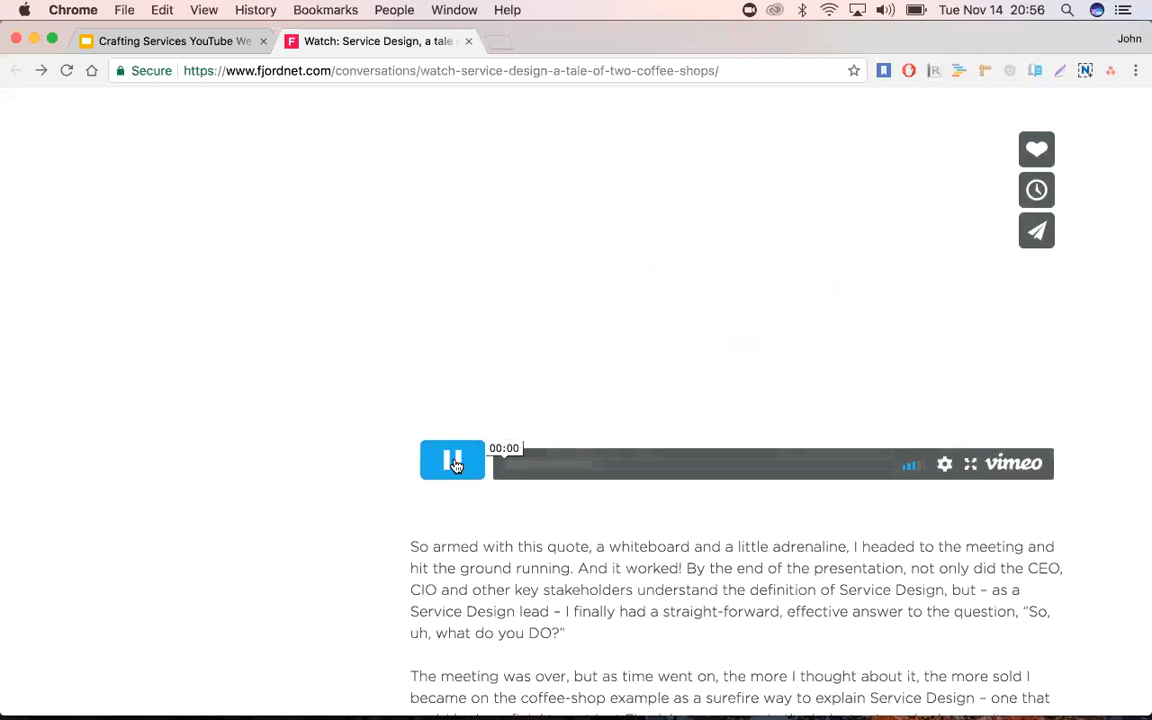 Chrome File Edit View History Bookmarks People Window Help Tue Nov 14 20:56
Crafting Services YouTube We Watch: Service Design, a tale John
Secure https://www.fjordnet.com/conversations/watch-service-design-a-tale-of-two-coffee-shops/
00:00
vimeo
So armed with this quote, a whiteboard and a little adrenaline, I headed to the meeting and
hit the ground running. And it worked! By the end of the presentation, not only did the CEO,
CIO and other key stakeholders understand the definition of Service Design, but – as a
Service Design lead – I finally had a straight-forward, effective answer to the question, “So,
uh, what do you DO?”
The meeting was over, but as time went on, the more I thought about it, the more sold I
became on the coffee-shop example as a surefire way to explain Service Design – one that